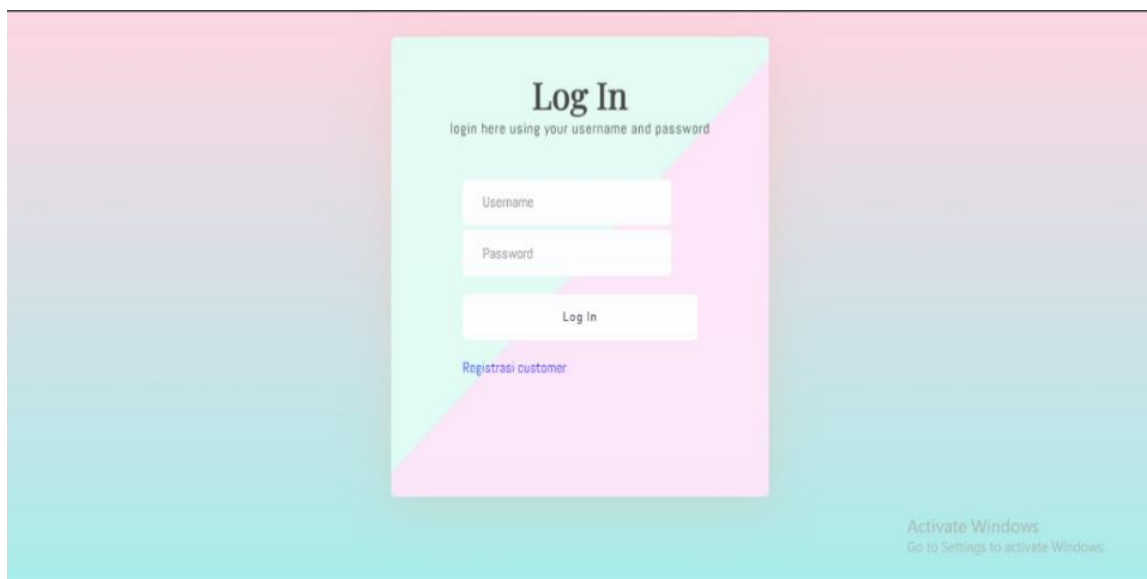 Log In
login here using your username and password
Username
Password
Log In
Registrasi customer
Activate Windows
Go to Settings to activate Windows.